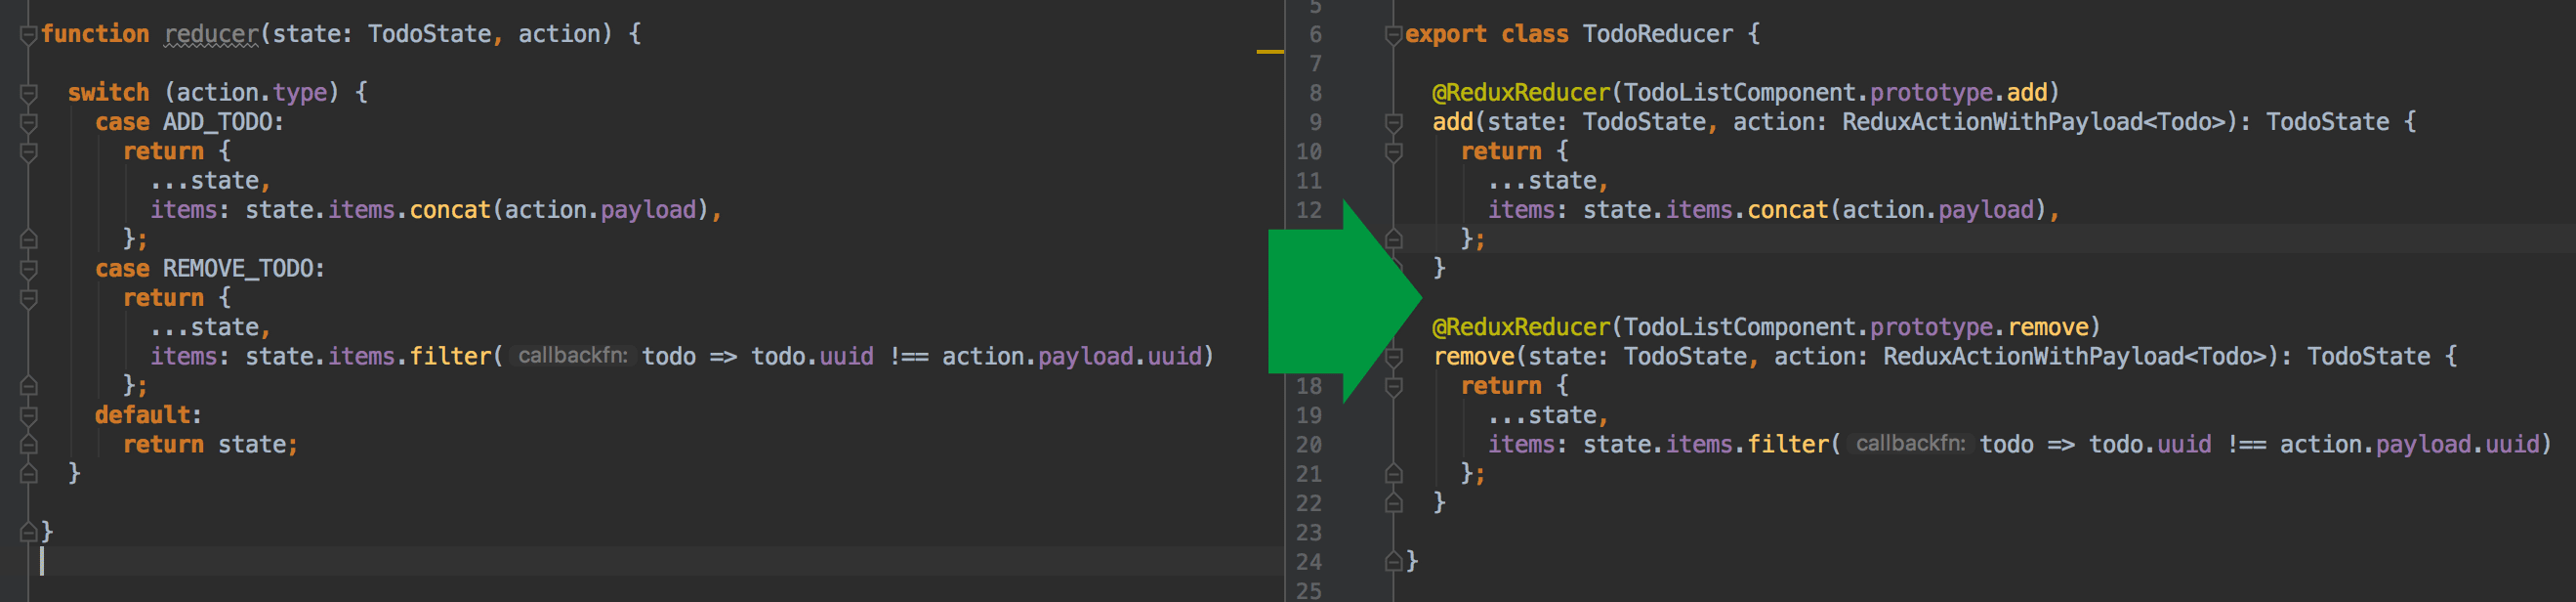 function reducer(state: TodoState, action) {
switch (action.type) {
case ADD_TODO:
return {
...state,
items: state.items.concat(action.payload),
};
case REMOVE_TODO:
return {
...state,
items: state.items.filter( callbackfn: todo => todo.uuid !== action.payload.uuid)
};
default:
return state;
}
}
5
6 export class TodoReducer {
7
8 @ReduxReducer(TodoListComponent.prototype.add)
9 add(state: TodoState, action: ReduxActionWithPayload<Todo>): TodoState {
10 return {
11 ...state,
12 items: state.items.concat(action.payload),
};
}
@ReduxReducer(TodoListComponent.prototype.remove)
remove(state: TodoState, action: ReduxActionWithPayload<Todo>): TodoState {
18 return {
19 ...state,
20 items: state.items.filter( callbackfn: todo => todo.uuid !== action.payload.uuid)
21 };
22 }
23
24 }
25